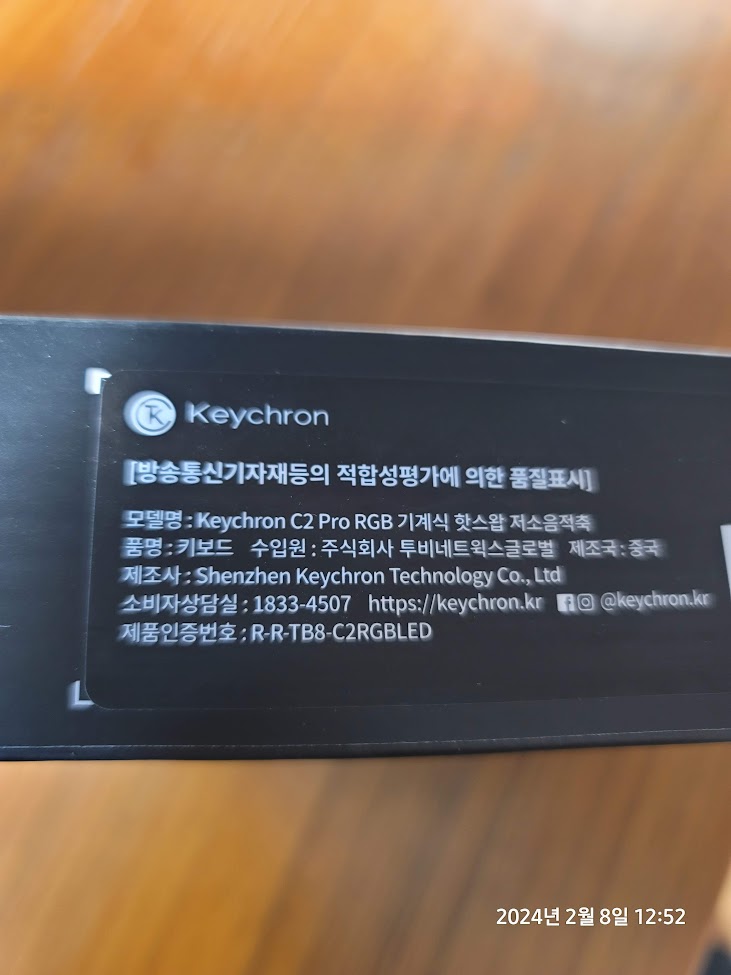 Keychron
[방송통신기자재등의 적합성평가에 의한 품질표시]
모델명 : Keychron C2 Pro RGB 기계식 핫스왑 저소음적축
품명 : 키보드 수입원 : 주식회사 투비네트웍스글로벌 제조국 : 중국
제조사 : Shenzhen Keychron Technology Co., Ltd
소비자상담실 : 1833-4507 https://keychron.kr @keychron.kr
제품인증번호 : R-R-TB8-C2RGBLED
2024년 2월 8일 12:52